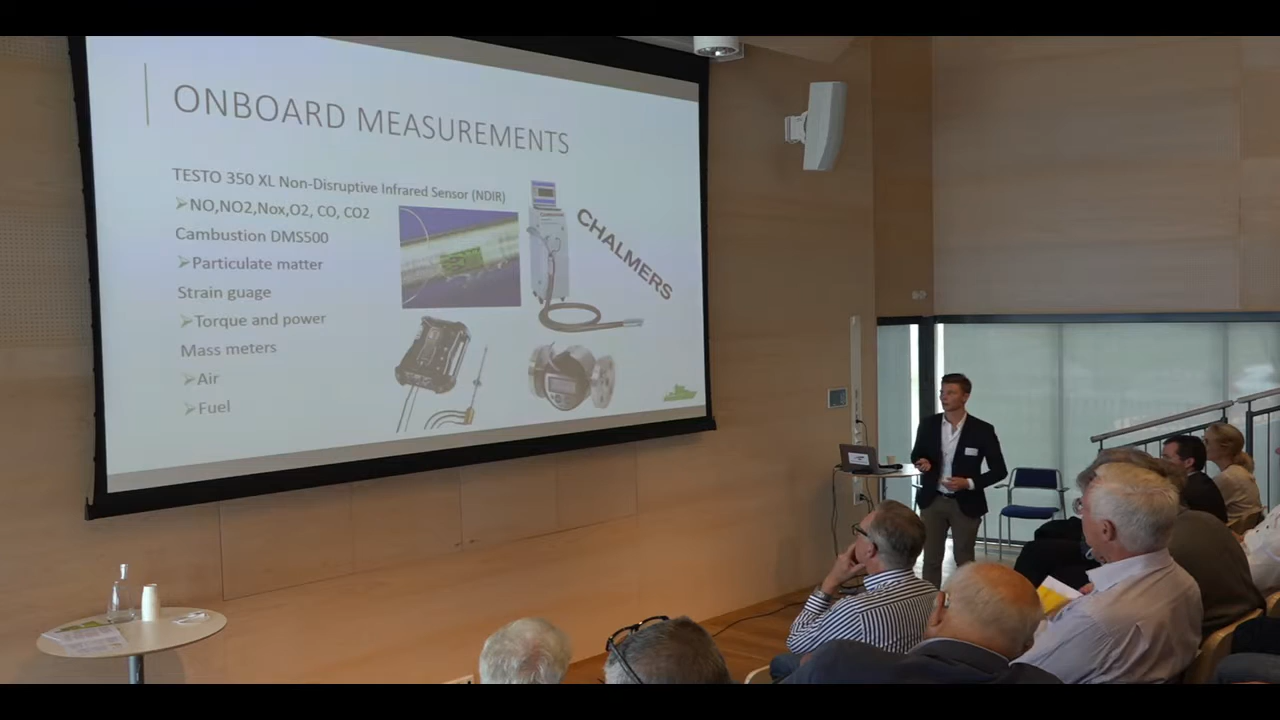 ONBOARD MEASUREMENTS
TESTO 350 XL Non-Disruptive Infrared Sensor (NDIR)
➢NO,NO2,Nox,O2, CO, CO2
Cambustion DMS500
➢Particulate matter
Strain guage
➢Torque and power
Mass meters
➢Air
➢Fuel
CHALMERS